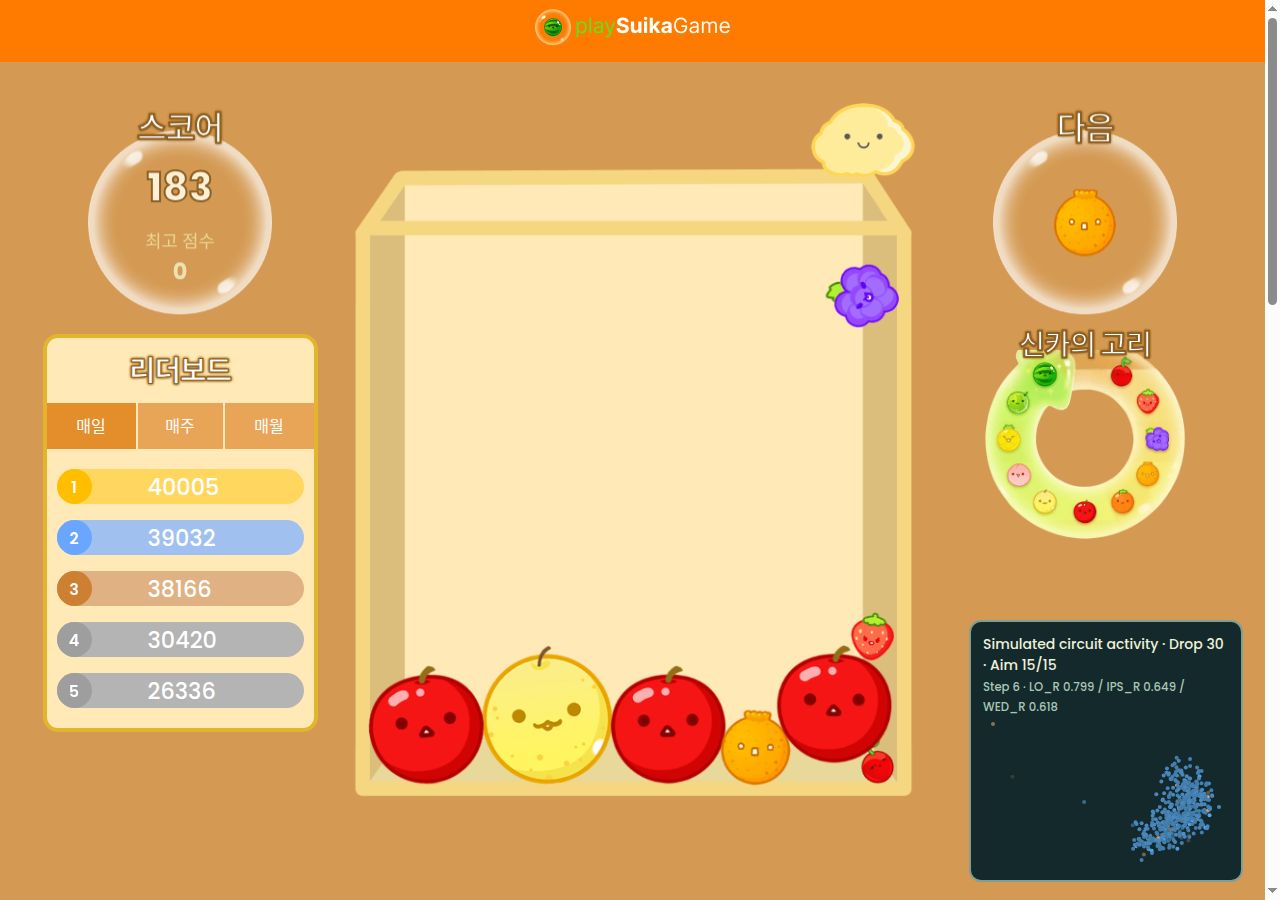 playSuikaGame
스코어
183
최고 점수
0
다음
신카의 고리
리더보드
매일 매주 매월
1 40005
2 39032
3 38166
4 30420
5 26336
Simulated circuit activity · Drop 30
· Aim 15/15
Step 6 · LO_R 0.799 / IPS_R 0.649 /
WED_R 0.618